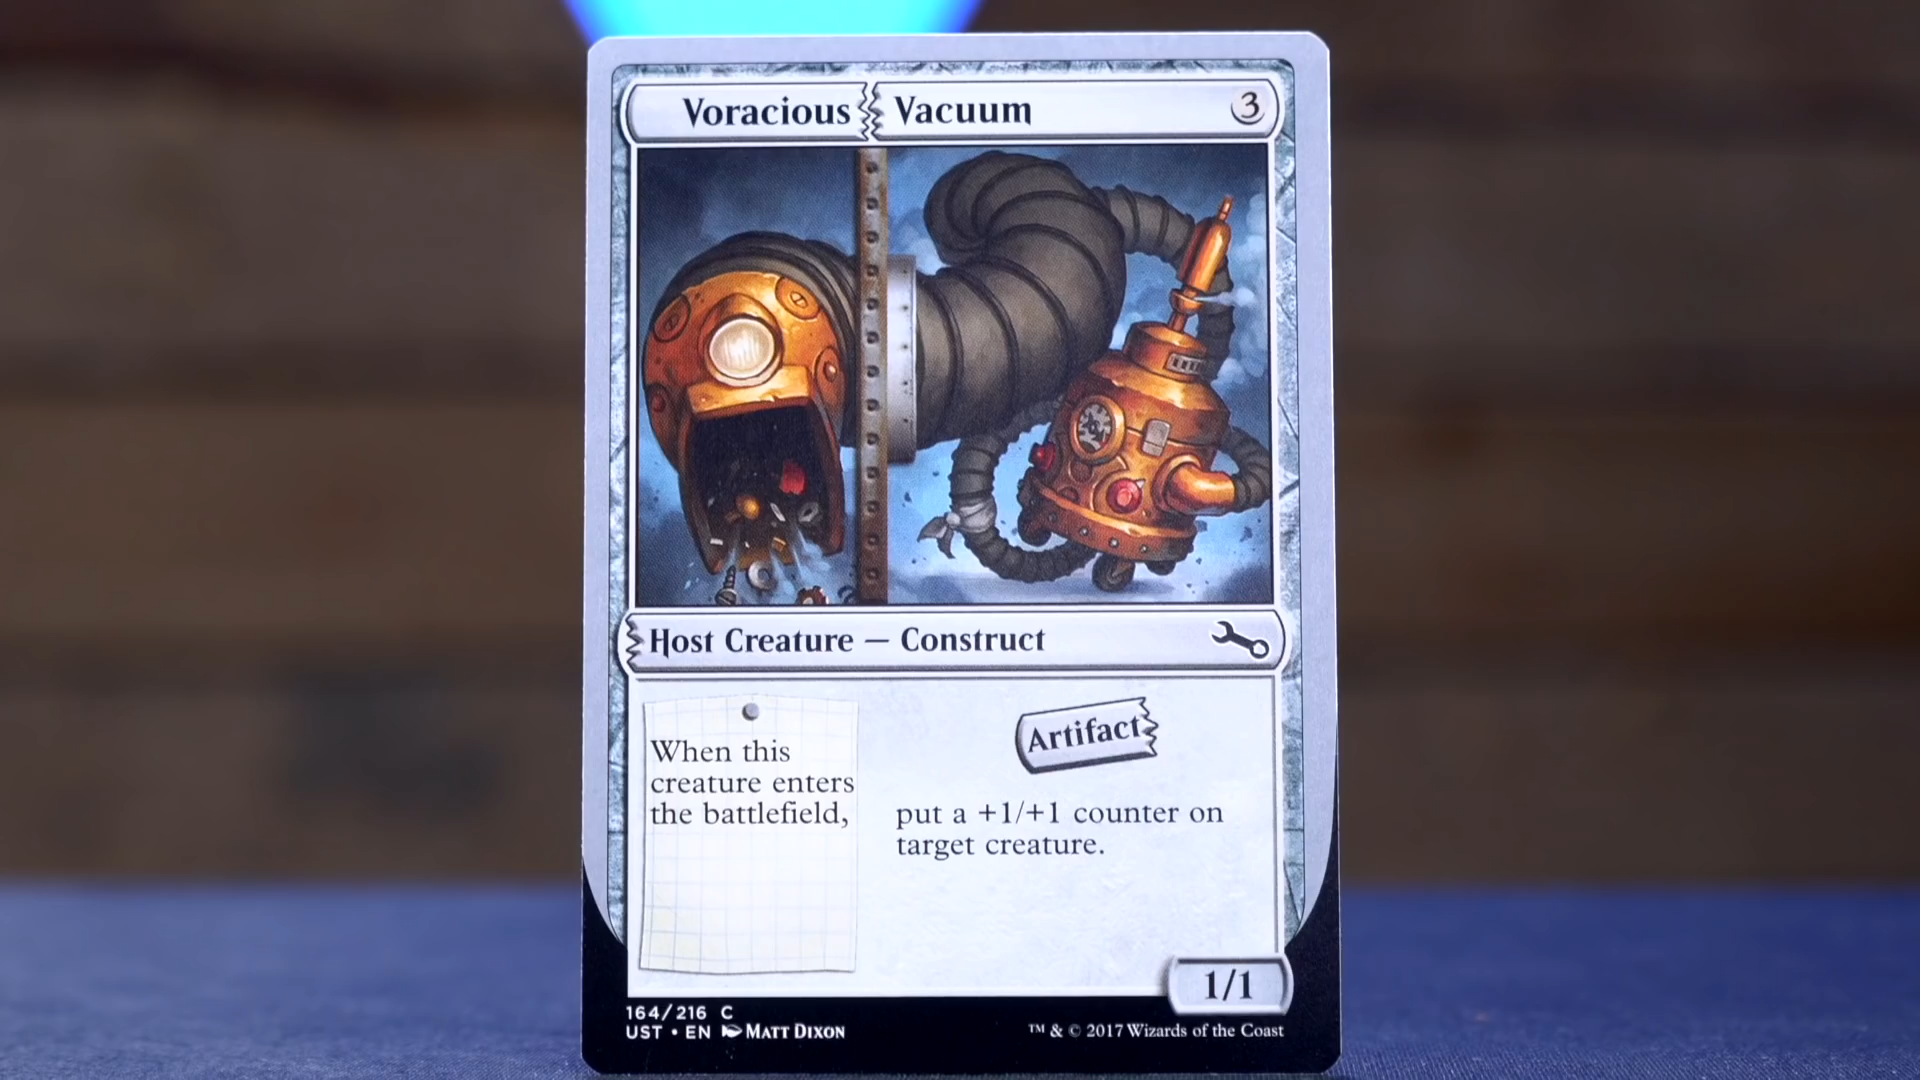 Voracious Vacuum 3
Host Creature — Construct
When this
creature enters
the battlefield,
Artifact
put a +1/+1 counter on
target creature.
1/1
164/216 C
UST • EN MATT DIXON
™ & © 2017 Wizards of the Coast